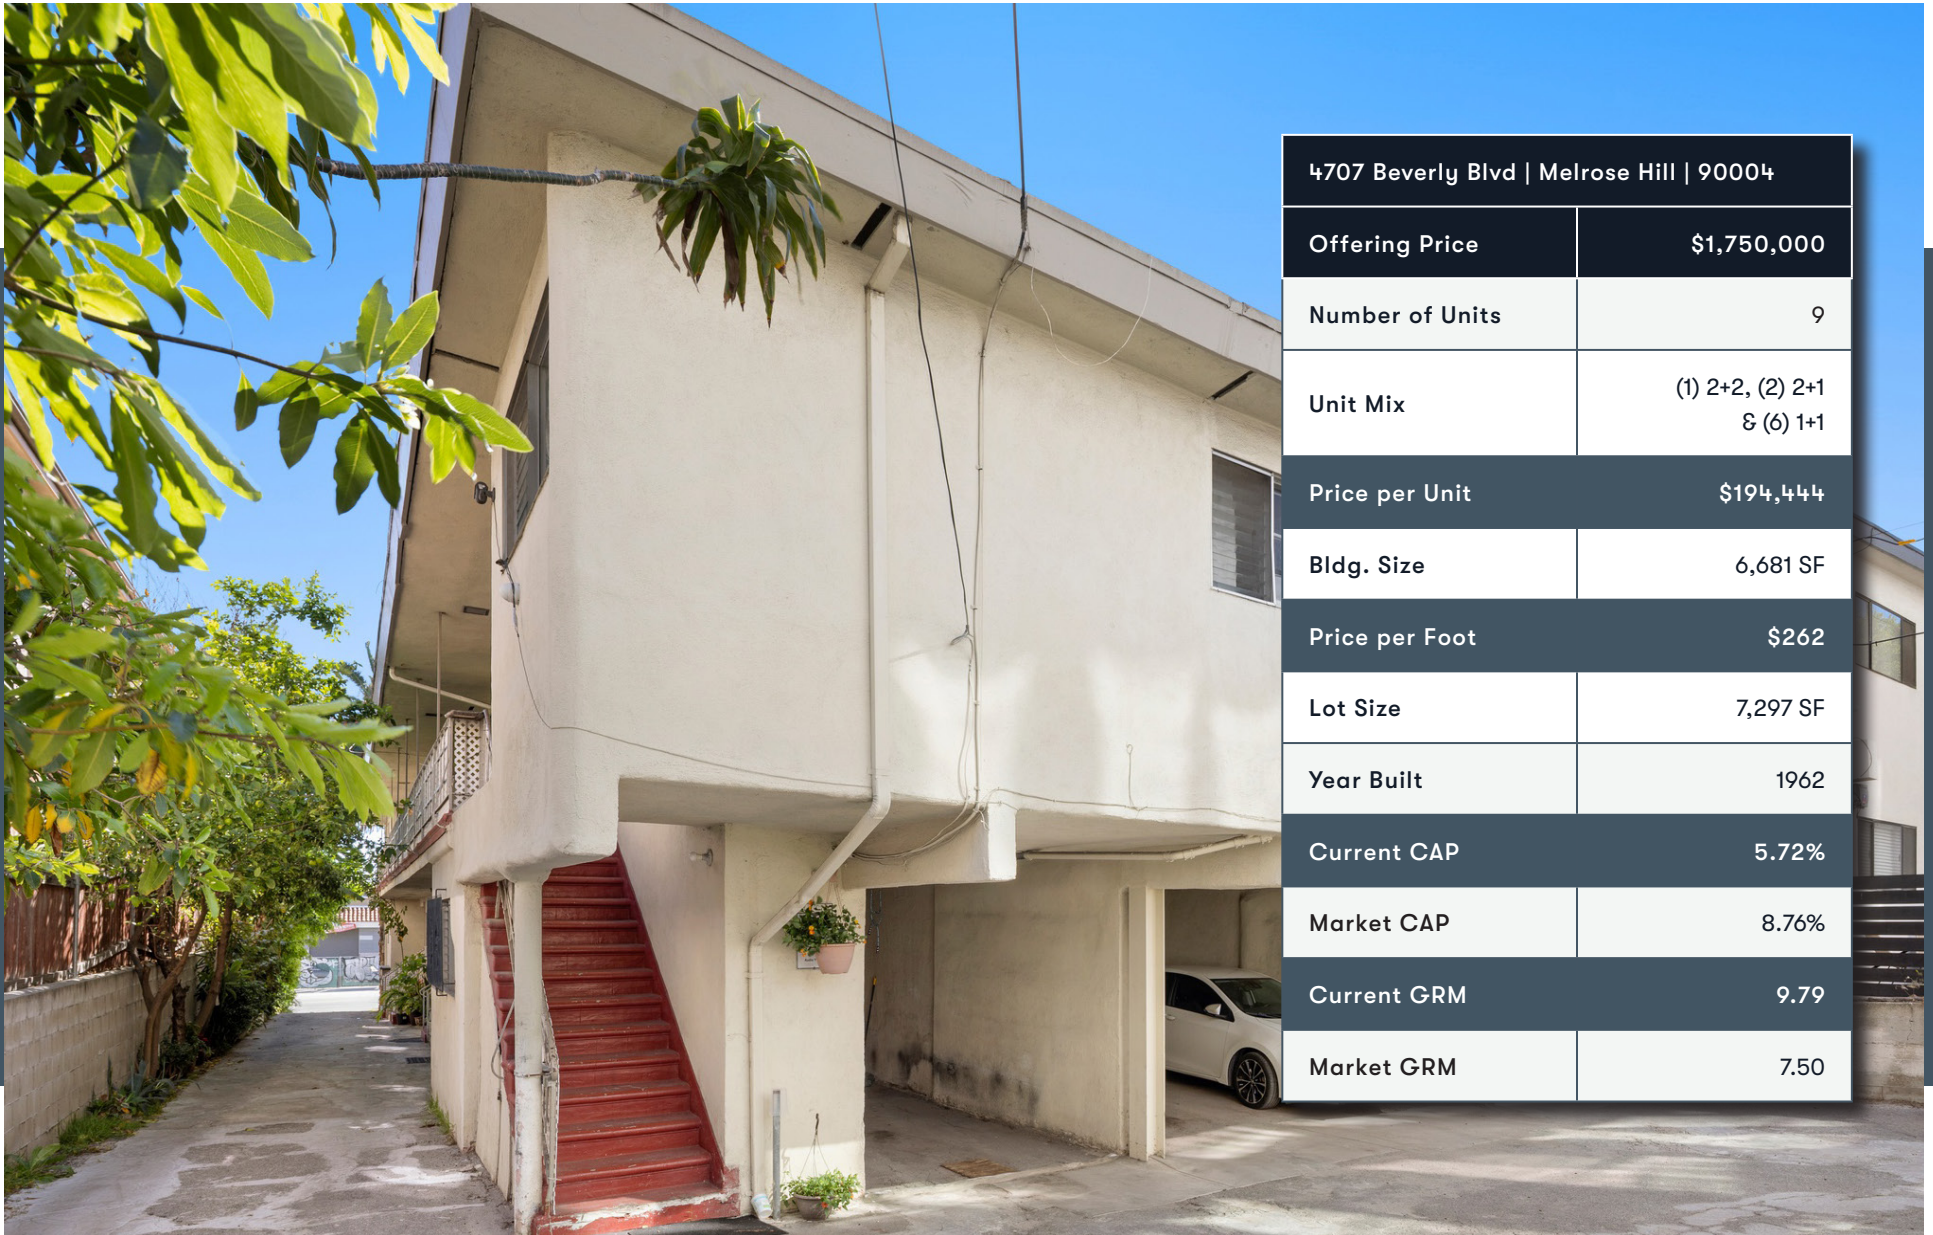 4707 Beverly Blvd | Melrose Hill | 90004
Offering Price $1,750,000
Number of Units 9
Unit Mix (1) 2+2, (2) 2+1
& (6) 1+1
Price per Unit $194,444
Bldg. Size 6,681 SF
Price per Foot $262
Lot Size 7,297 SF
Year Built 1962
Current CAP 5.72%
Market CAP 8.76%
Current GRM 9.79
Market GRM 7.50